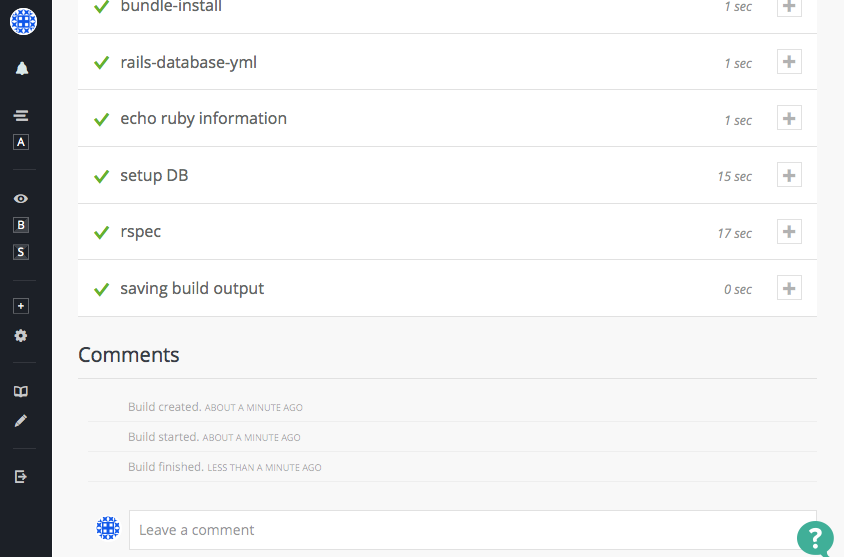 bundle-install 1 sec
rails-database-yml 1 sec
echo ruby information 1 sec
A
setup DB 15 sec
B
rspec 17 sec
S
saving build output 0 sec
Comments
Build created. ABOUT A MINUTE AGO
Build started. ABOUT A MINUTE AGO
Build finished. LESS THAN A MINUTE AGO
Leave a comment
?